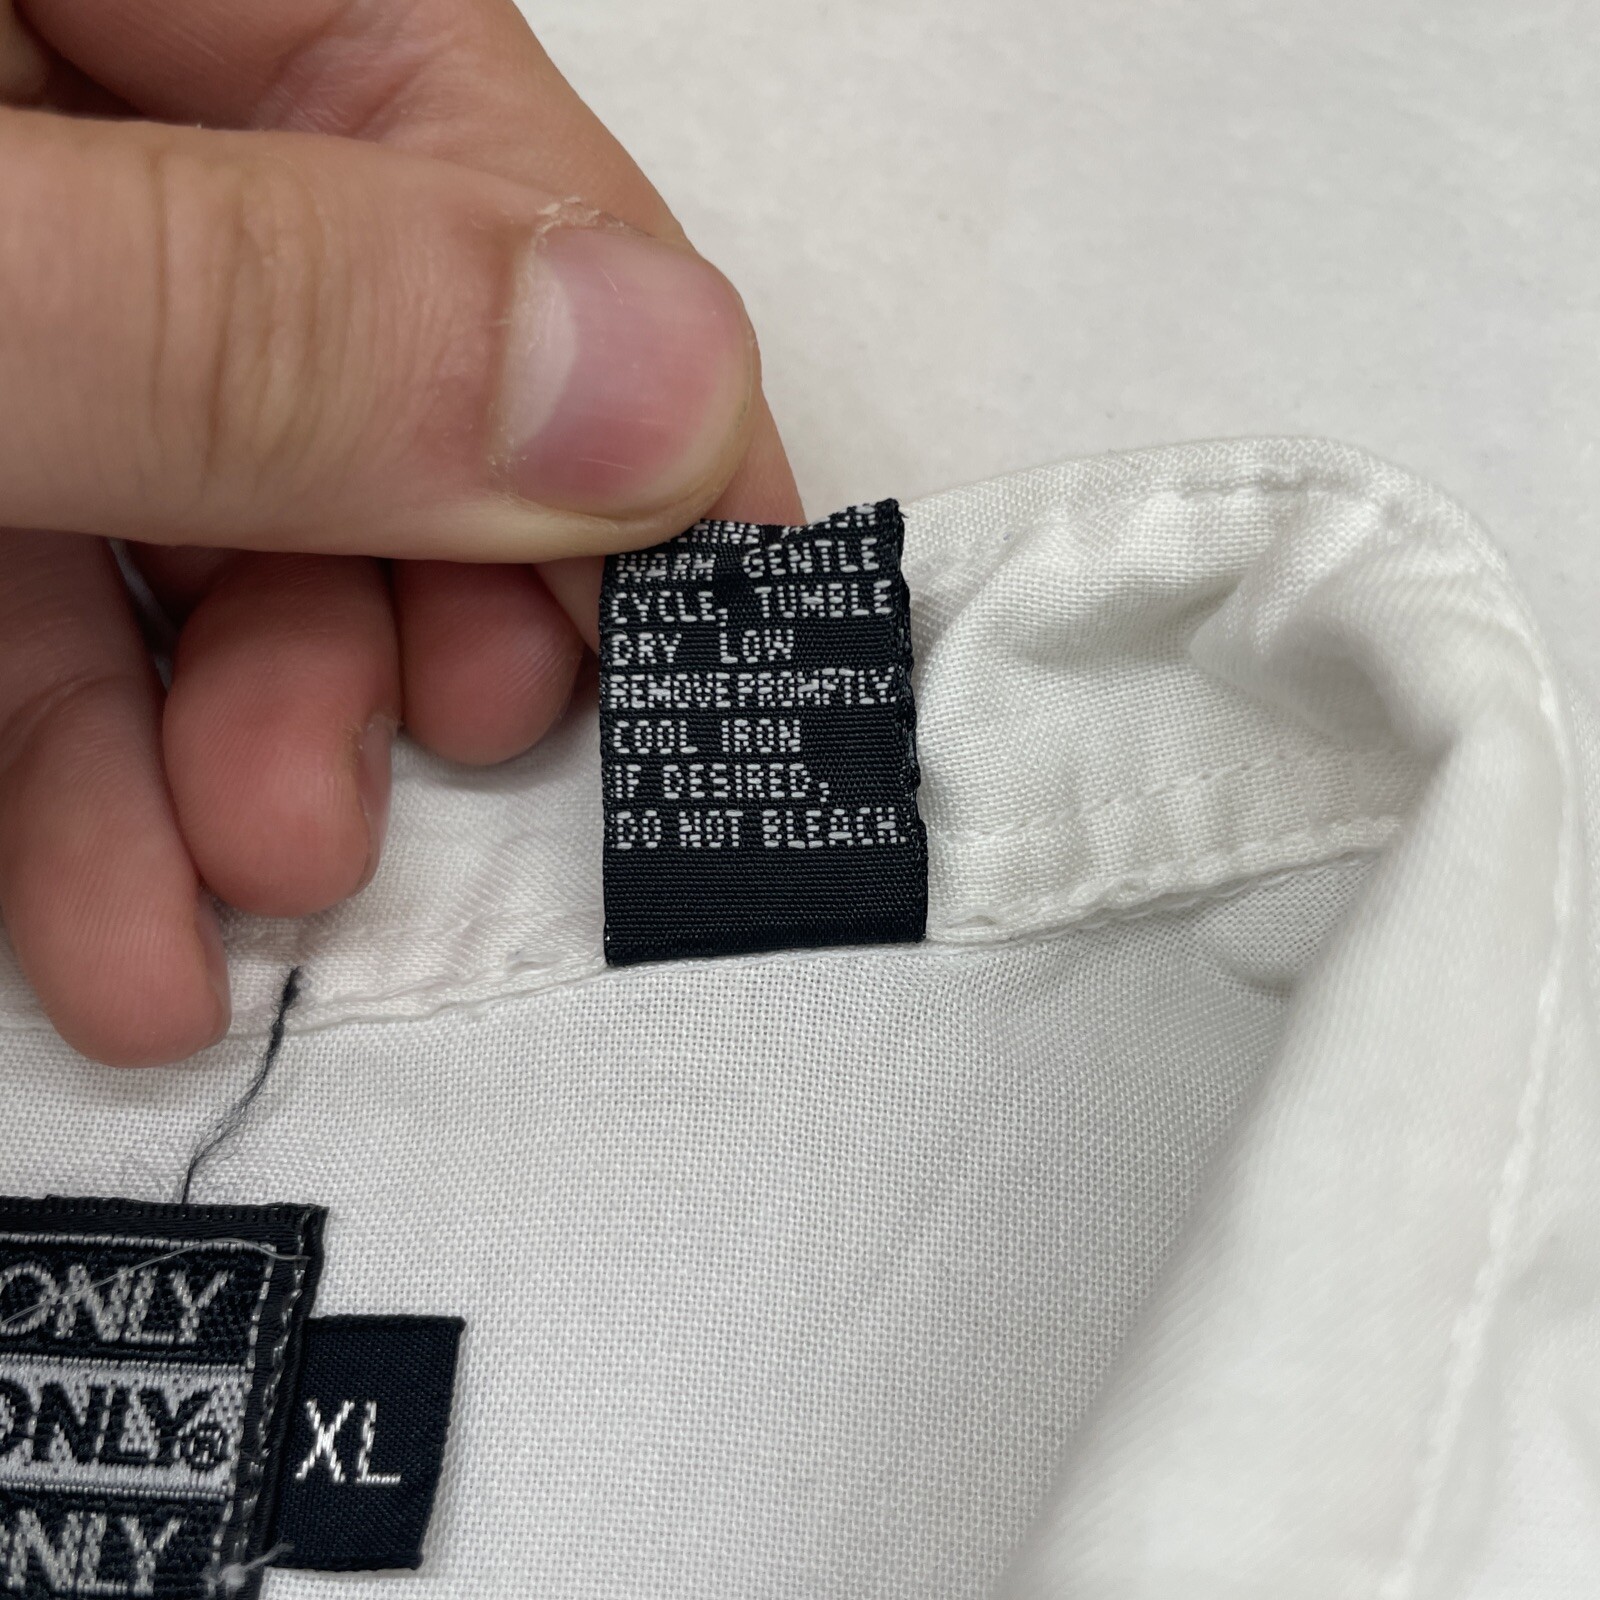 WARM GENTLE
CYCLE, TUMBLE
DRY LOW
REMOVE PROMPTLY
COOL IRON
IF DESIRED,
DO NOT BLEACH.
ONLY
ONLY®
ONLY
XL